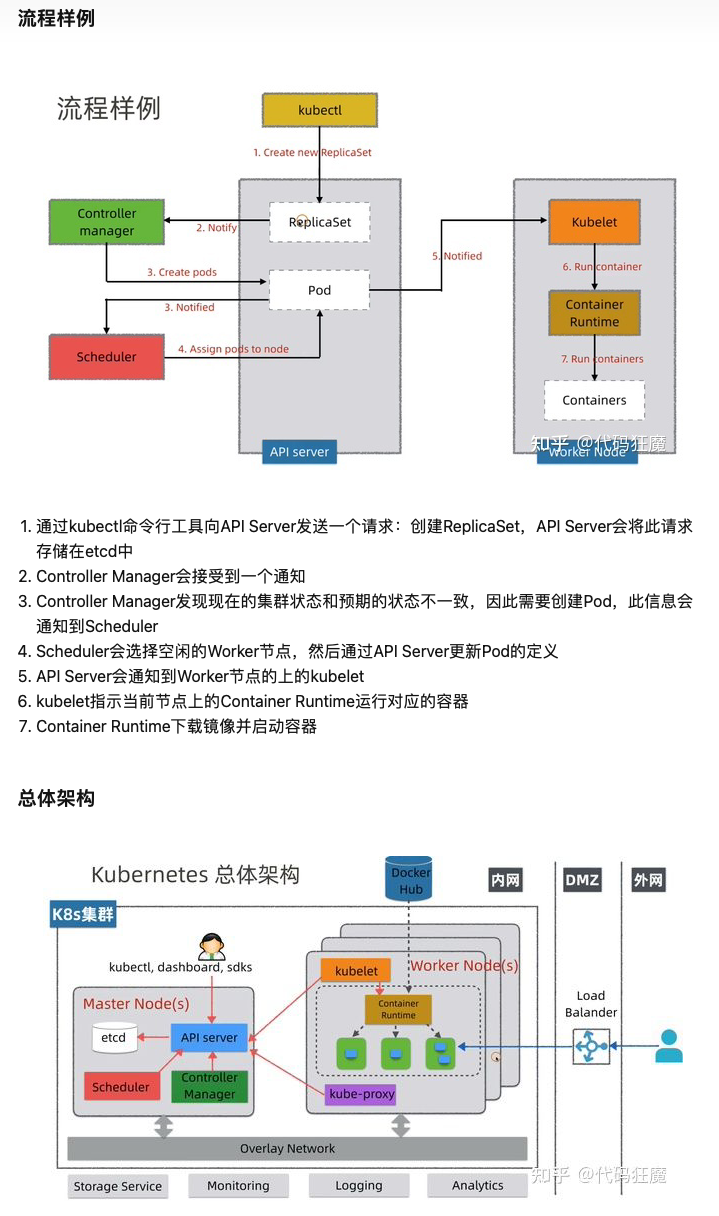 流程样例
流程样例
kubectl
1. Create new ReplicaSet
Controller
manager
2. Notify
ReplicaSet
Kubelet
5. Notified
6. Run container
3. Create pods
Pod
3. Notified
Container
Runtime
Scheduler
4. Assign pods to node
7. Run containers
Containers
API server
Worker Node
知乎 @代码狂魔
1. 通过kubectl命令行工具向API Server发送一个请求：创建ReplicaSet，API Server会将此请求
存储在etcd中
2. Controller Manager会接受到一个通知
3. Controller Manager发现现在的集群状态和预期的状态不一致，因此需要创建Pod，此信息会
通知到Scheduler
4. Scheduler会选择空闲的Worker节点，然后通过API Server更新Pod的定义
5. API Server会通知到Worker节点的上的kubelet
6. kubelet指示当前节点上的Container Runtime运行对应的容器
7. Container Runtime下载镜像并启动容器
总体架构
Kubernetes 总体架构
Docker
Hub
内网
DMZ
外网
K8s集群
kubectl, dashboard, sdks
kubelet
Worker Node(s)
Master Node(s)
Container
Runtime
Load
Balander
etcd
API server
Scheduler
Controller
Manager
kube-proxy
Overlay Network
Storage Service
Monitoring
Logging
Analytics
知乎 @代码狂魔